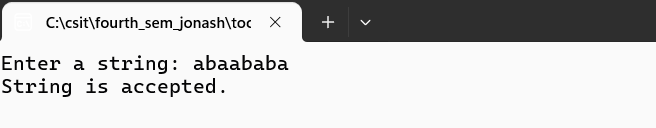 C:\csit\fourth_sem_jonash\toc
Enter a string: abaababa
String is accepted.